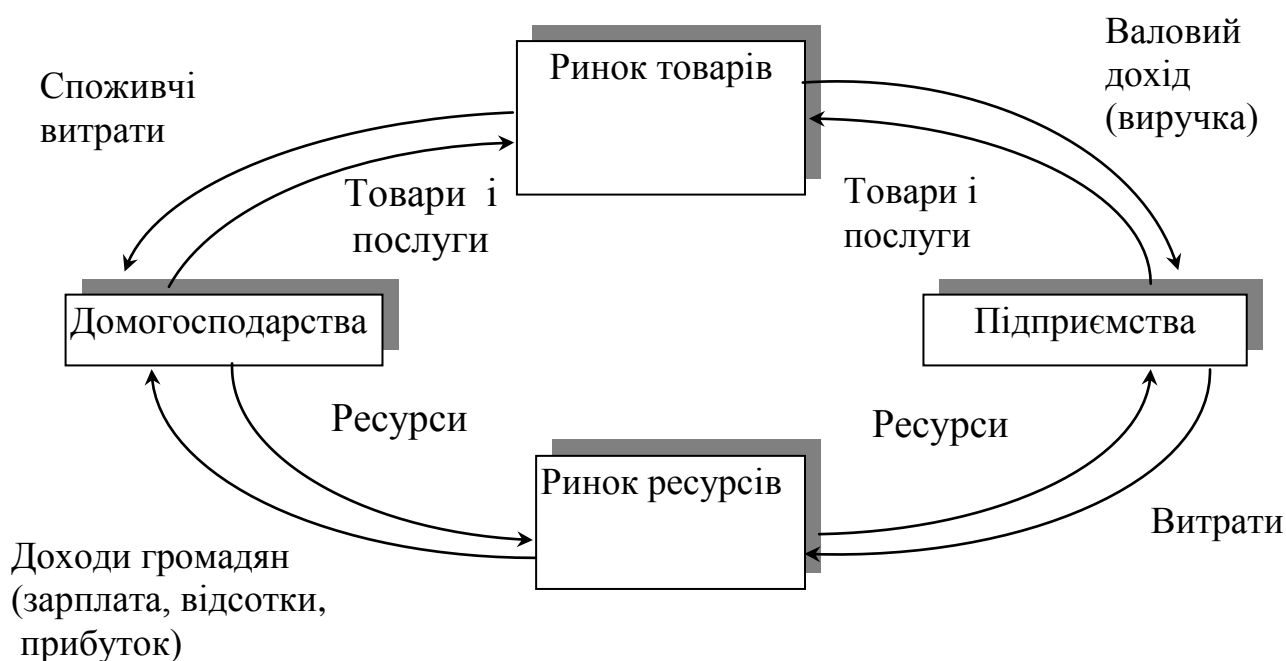 Ринок товарів
Валовий
дохід
(виручка)
Споживчі
витрати
Товари і
послуги
Товари і
послуги
Домогосподарства
Підприємства
Ресурси
Ресурси
Ринок ресурсів
Витрати
Доходи громадян
(зарплата, відсотки,
прибуток)